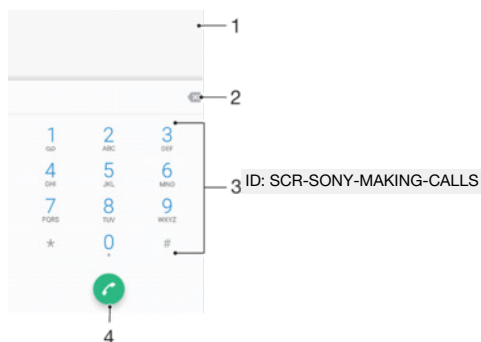 1
2
1 2 3
ABC DEF
4 5 6
GHI JKL MNO
3 ID: SCR-SONY-MAKING-CALLS
7 8 9
PQRS TUV WXYZ
* 0 #
+
4